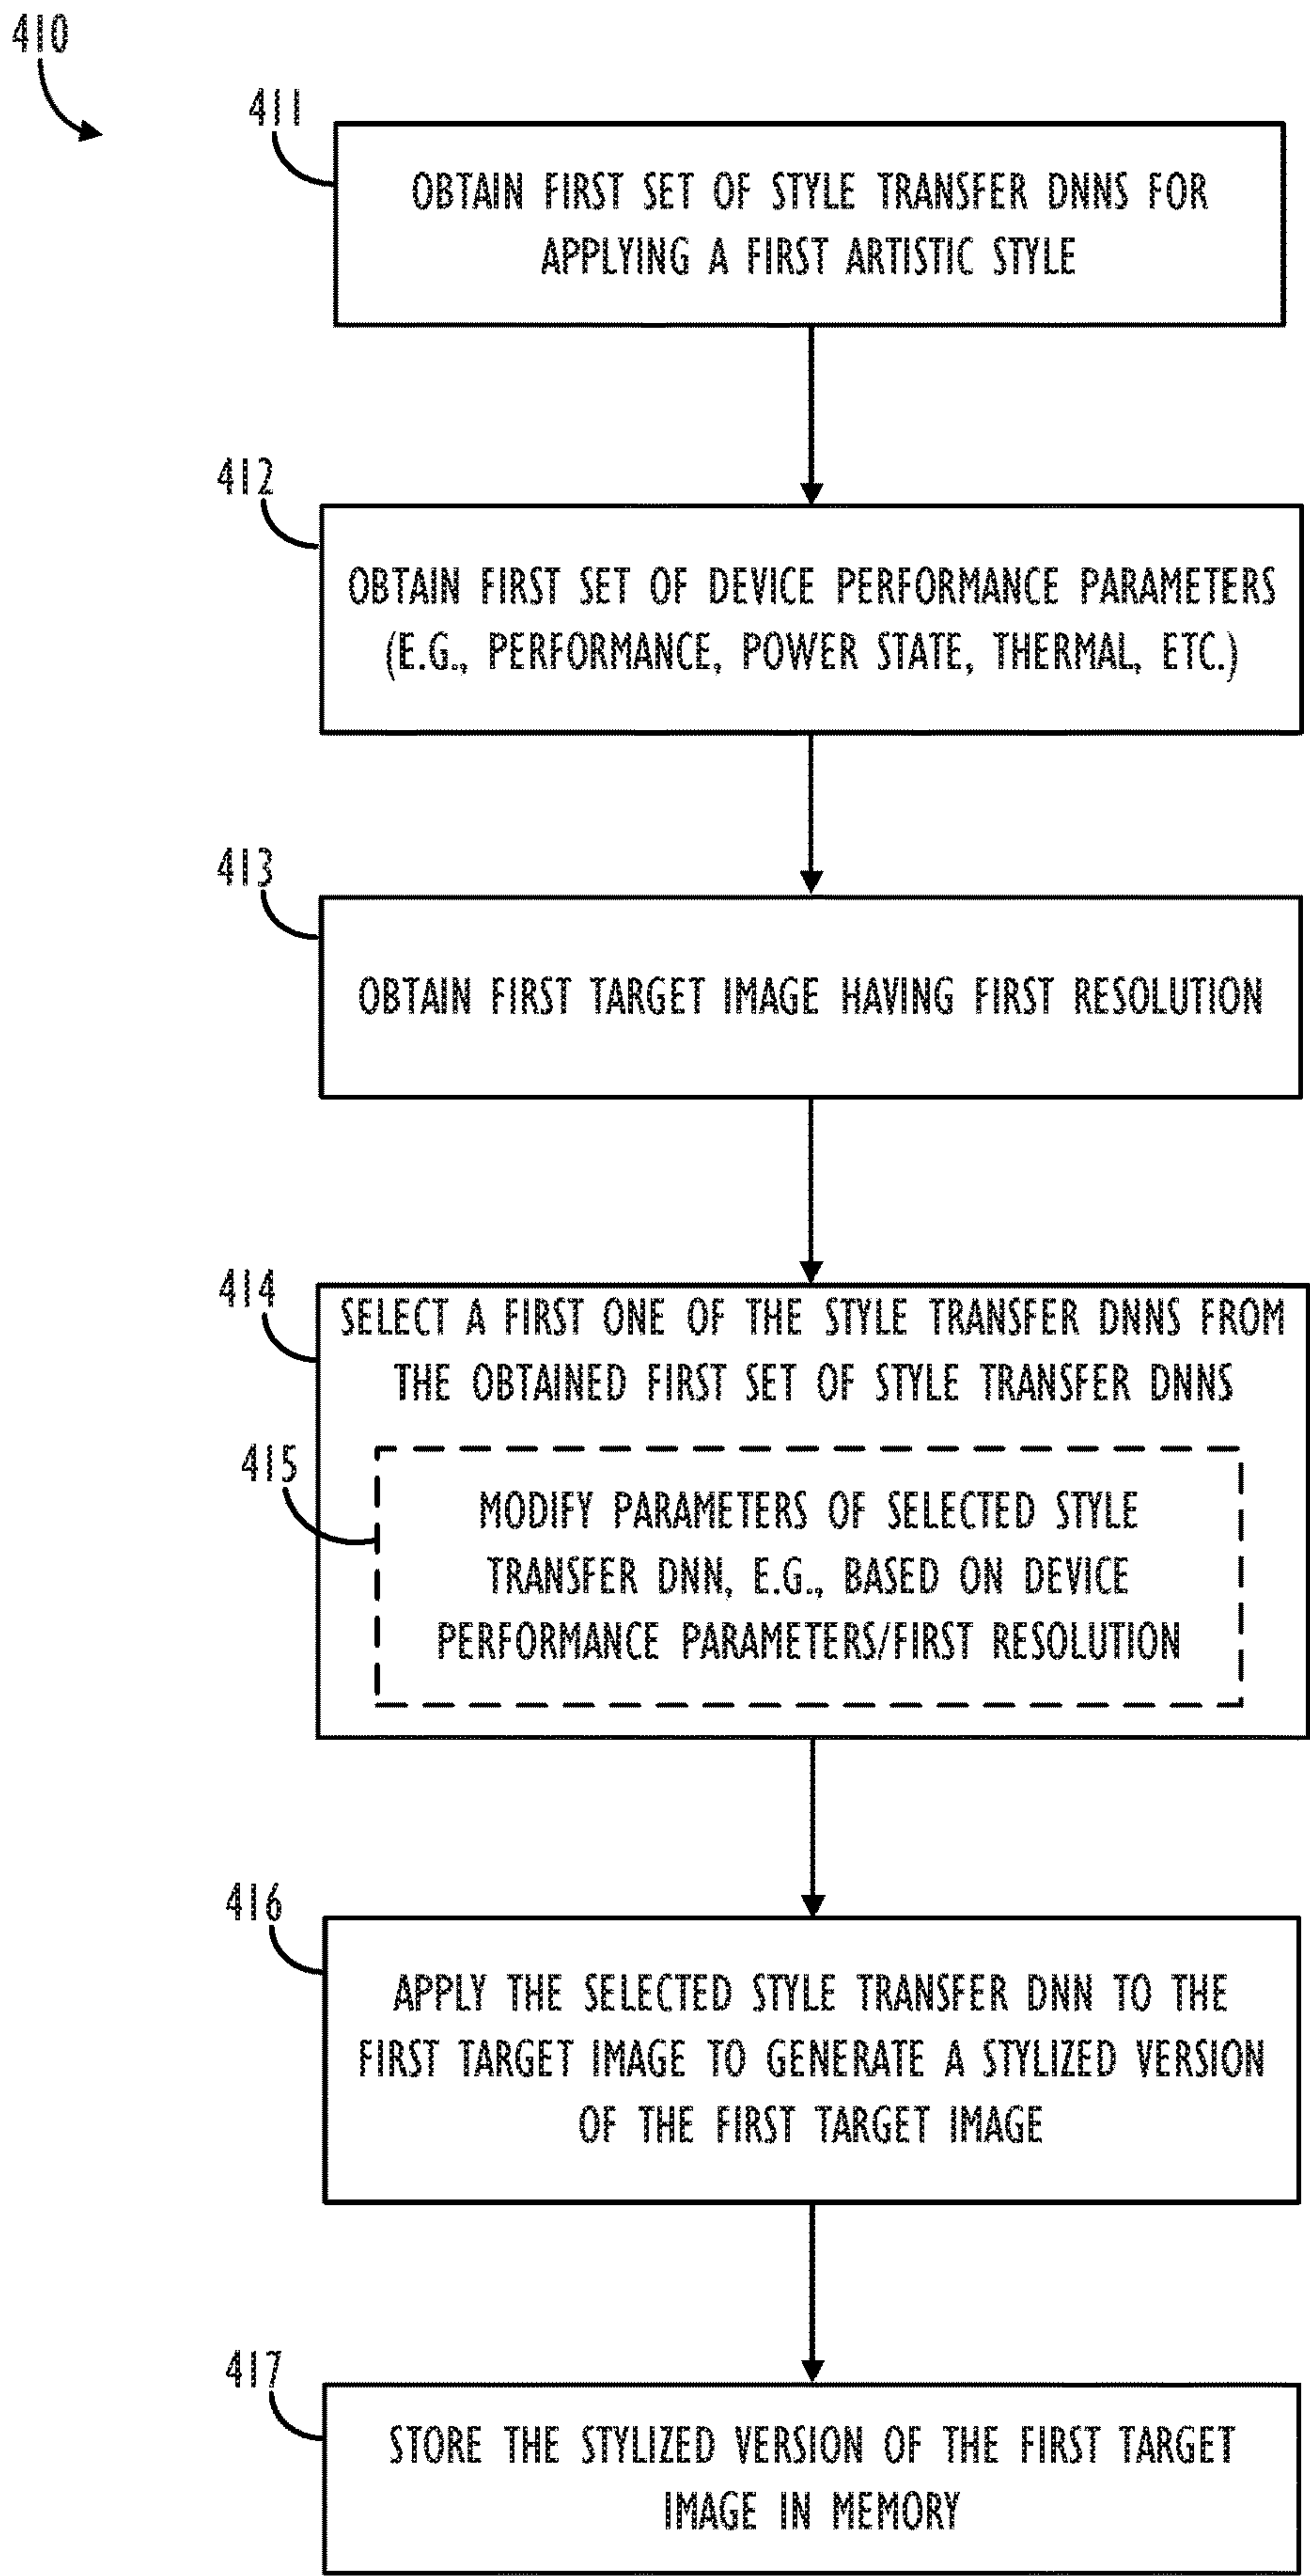 410
411
OBTAIN FIRST SET OF STYLE TRANSFER DNNS FOR
APPLYING A FIRST ARTISTIC STYLE
412
OBTAIN FIRST SET OF DEVICE PERFORMANCE PARAMETERS
(E.G., PERFORMANCE, POWER STATE, THERMAL, ETC.)
413
OBTAIN FIRST TARGET IMAGE HAVING FIRST RESOLUTION
414
SELECT A FIRST ONE OF THE STYLE TRANSFER DNNS FROM
THE OBTAINED FIRST SET OF STYLE TRANSFER DNNS
415
MODIFY PARAMETERS OF SELECTED STYLE
TRANSFER DNN, E.G., BASED ON DEVICE
PERFORMANCE PARAMETERS/FIRST RESOLUTION
416
APPLY THE SELECTED STYLE TRANSFER DNN TO THE
FIRST TARGET IMAGE TO GENERATE A STYLIZED VERSION
OF THE FIRST TARGET IMAGE
417
STORE THE STYLIZED VERSION OF THE FIRST TARGET
IMAGE IN MEMORY